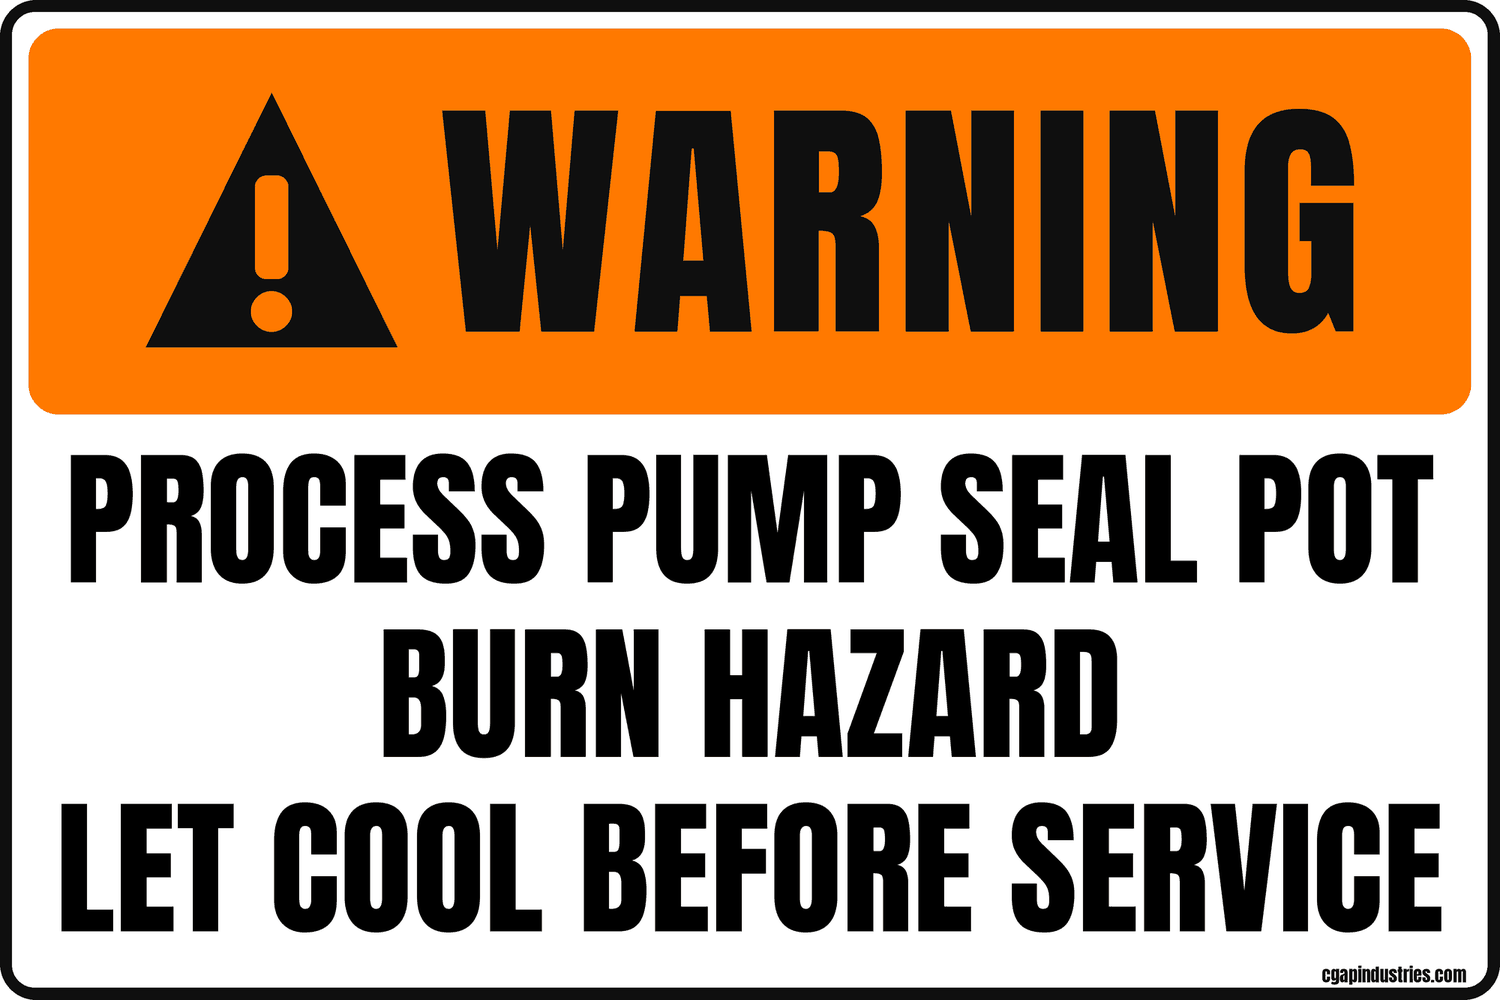 WARNING
PROCESS PUMP SEAL POT
BURN HAZARD
LET COOL BEFORE SERVICE
cgapindustries.com